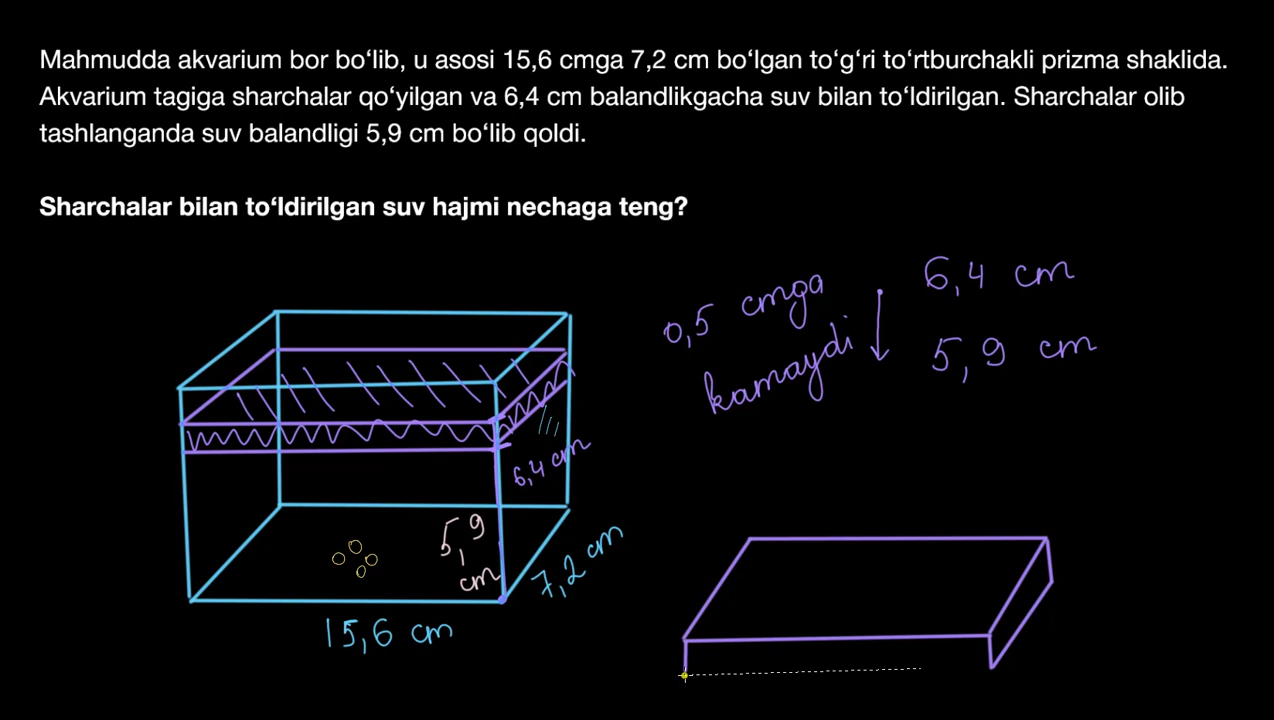 Mahmudda akvarium bor bo‘lib, u asosi 15,6 cmga 7,2 cm bo‘lgan to‘g‘ri to‘rtburchakli prizma shaklida.
Akvarium tagiga sharchalar qo‘yilgan va 6,4 cm balandlikgacha suv bilan to‘ldirilgan. Sharchalar olib
tashlanganda suv balandligi 5,9 cm bo‘lib qoldi.
Sharchalar bilan to‘ldirilgan suv hajmi nechaga teng?
0,5 cmga
kamaydi
6,4 cm
5,9 cm
6,4 cm
5,9
cm
7,2 cm
15,6 cm